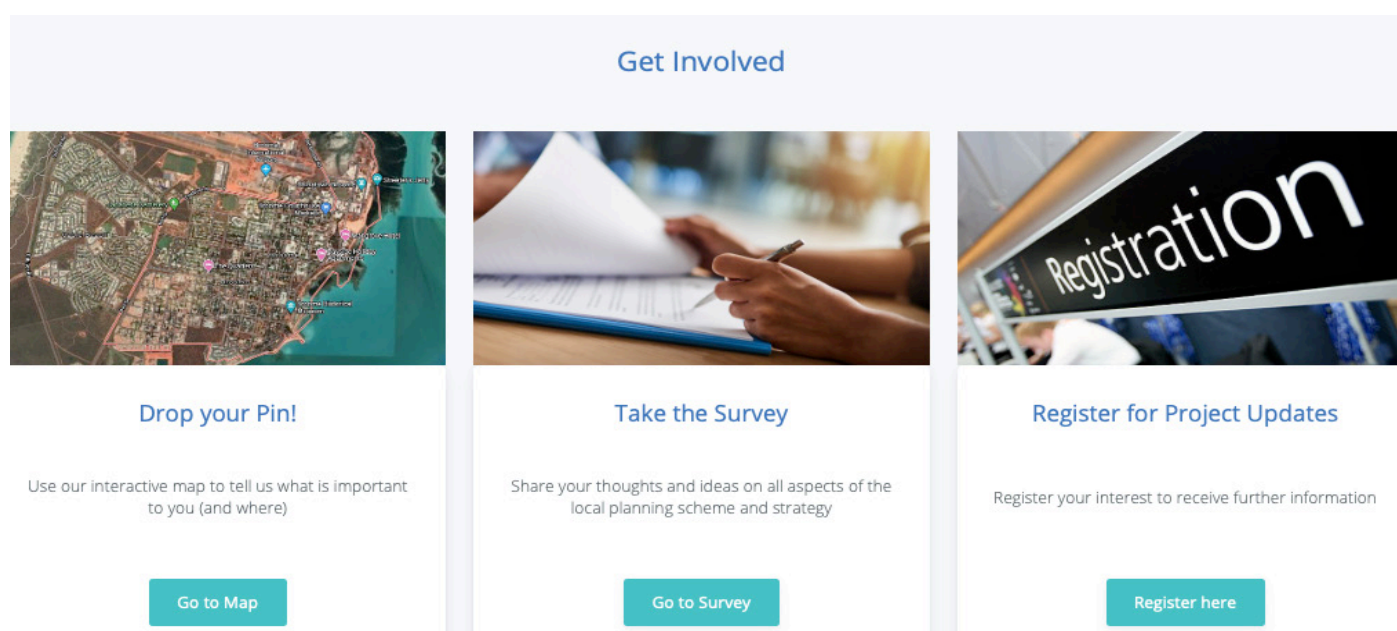 Get Involved
Registration
Drop your Pin!
Take the Survey
Register for Project Updates
Use our interactive map to tell us what is important
to you (and where)
Share your thoughts and ideas on all aspects of the
local planning scheme and strategy
Register your interest to receive further information
Go to Map
Go to Survey
Register here